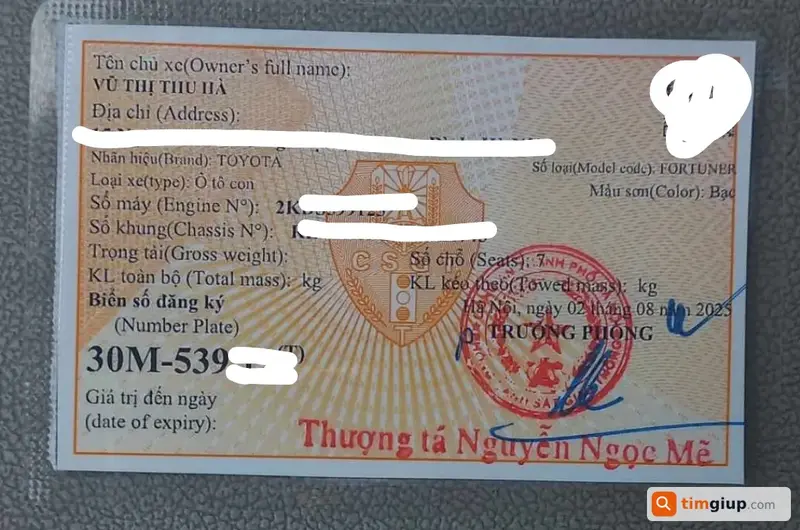 Tên chủ xe(Owner's full name):
VŨ THỊ THU HÀ
Địa chỉ (Address):
Nhãn hiệu(Brand): TOYOTA
Số loại(Model code): FORTUNER
Loại xe(type): Ô tô con
Màu sơn(Color): Bạc
Số máy (Engine Nº):
Số khung(Chassis Nº):
Trọng tải(Gross weight):
Số chỗ (Seats): 7
KL toàn bộ (Total mass): kg
KL kéo theo(Towed mass): kg
Biển số đăng ký
Hà Nội, ngày 02 tháng 08 năm 2025
(Number Plate)
TRƯỞNG PHÒNG
30M-539
(T)
Giá trị đến ngày
(date of expiry):
Thượng tá Nguyễn Ngọc Mẽ
CSGT
timgiup.com